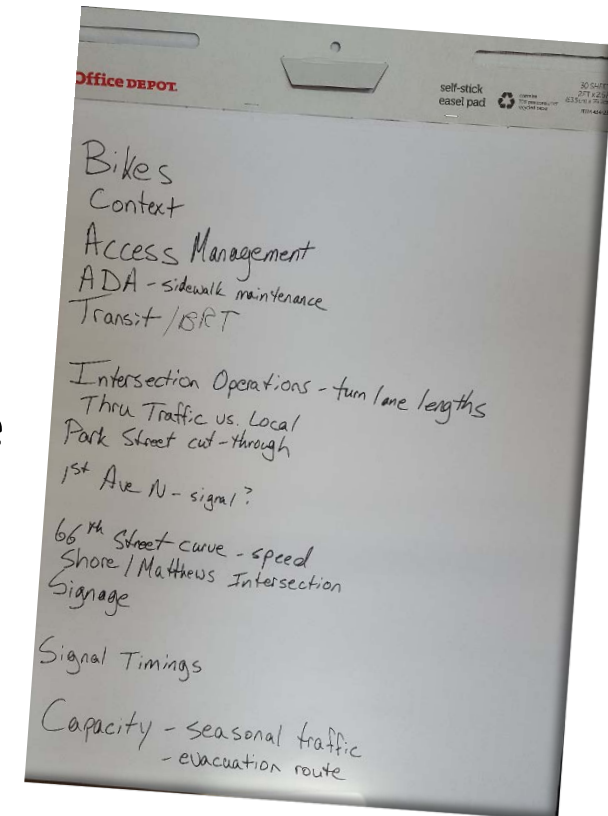 Office DEPOT.
self-stick
easel pad
Bikes
Context
Access Management
ADA - sidewalk maintenance
Transit/BRT
Intersection Operations - turn lane lengths
Thru Traffic vs. Local
Park Street cut-through
1st Ave N - signal?
66th Street curve - speed
Shore/Matthews Intersection
Signage
Signal Timings
Capacity - seasonal traffic
- evacuation route
e